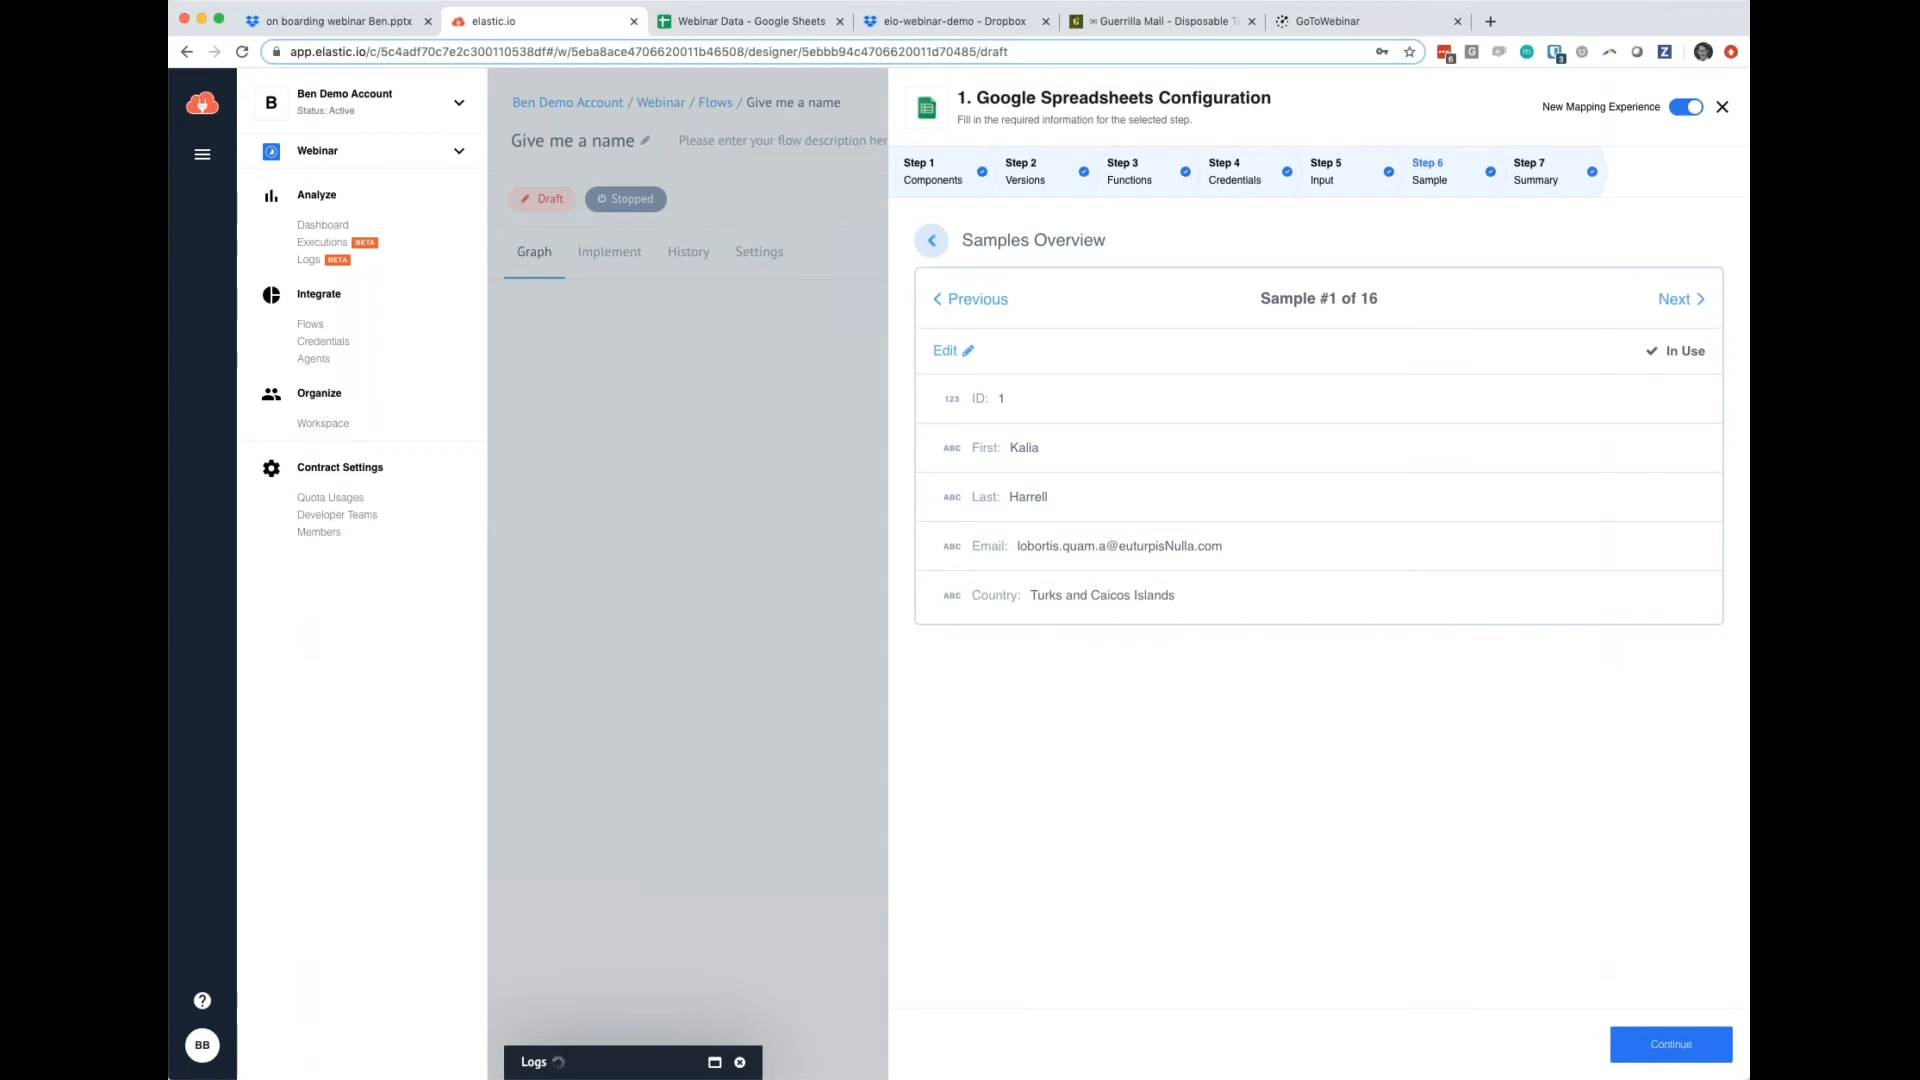 on boarding webinar Ben.pptx
elastic.io
Webinar Data - Google Sheets
eio-webinar-demo - Dropbox
Guerrilla Mail - Disposable
GoToWebinar
app.elastic.io/c/5c4adf70c7e2c300110538df#/w/5eba8ace4706620011b46508/designer/5ebbb94c4706620011d70485/draft
6
G
m
3
Z
B
Ben Demo Account
Status: Active
Webinar
Analyze
Dashboard
Executions BETA
Logs BETA
Integrate
Flows
Credentials
Agents
Organize
Workspace
Contract Settings
Quota Usages
Developer Teams
Members
?
BB
Ben Demo Account / Webinar / Flows / Give me a name
Give me a name
Please enter your flow description her
Draft
Stopped
Graph
Implement
History
Settings
Logs
1. Google Spreadsheets Configuration
Fill in the required information for the selected step.
New Mapping Experience
Step 1
Components
Step 2
Versions
Step 3
Functions
Step 4
Credentials
Step 5
Input
Step 6
Sample
Step 7
Summary
Samples Overview
Previous
Sample #1 of 16
Next
Edit
In Use
123 ID: 1
ABC First: Kalia
ABC Last: Harrell
ABC Email: lobortis.quam.a@euturpisNulla.com
ABC Country: Turks and Caicos Islands
Continue